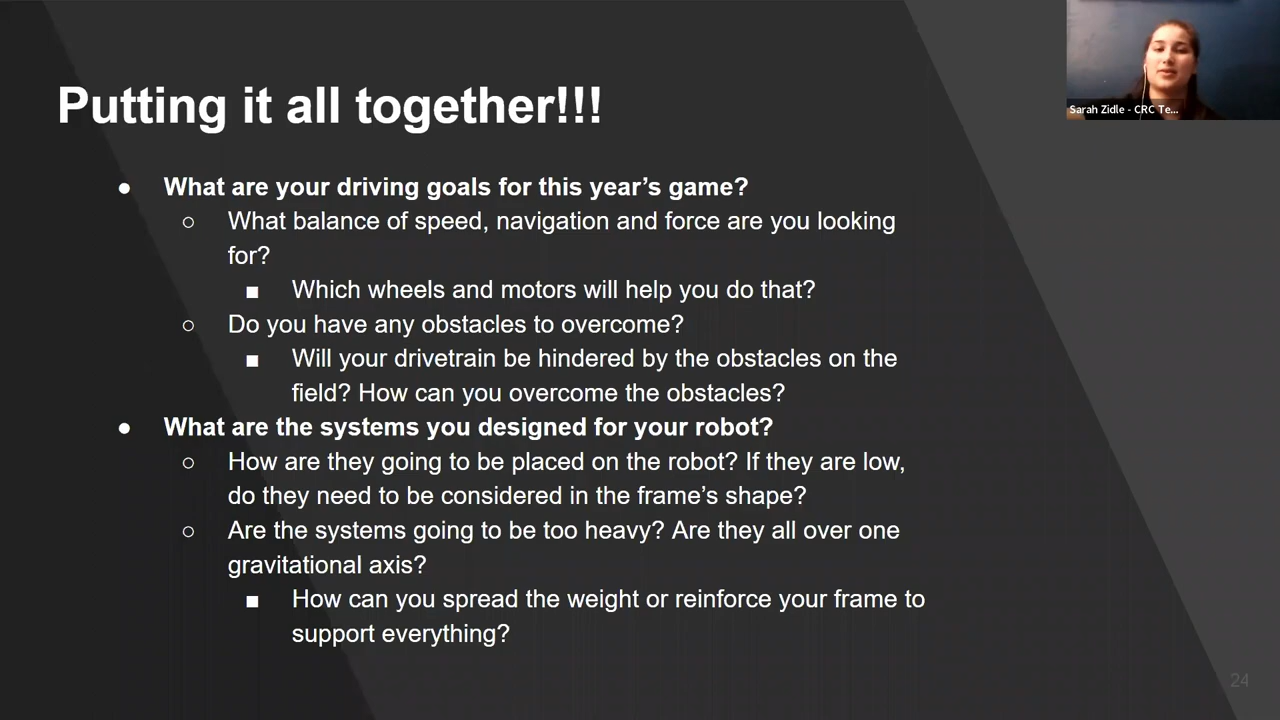 Putting it all together!!!
Sarah Zidle - CRC Te...
● What are your driving goals for this year’s game?
○ What balance of speed, navigation and force are you looking
for?
■ Which wheels and motors will help you do that?
○ Do you have any obstacles to overcome?
■ Will your drivetrain be hindered by the obstacles on the
field? How can you overcome the obstacles?
● What are the systems you designed for your robot?
○ How are they going to be placed on the robot? If they are low,
do they need to be considered in the frame’s shape?
○ Are the systems going to be too heavy? Are they all over one
gravitational axis?
■ How can you spread the weight or reinforce your frame to
support everything?
24